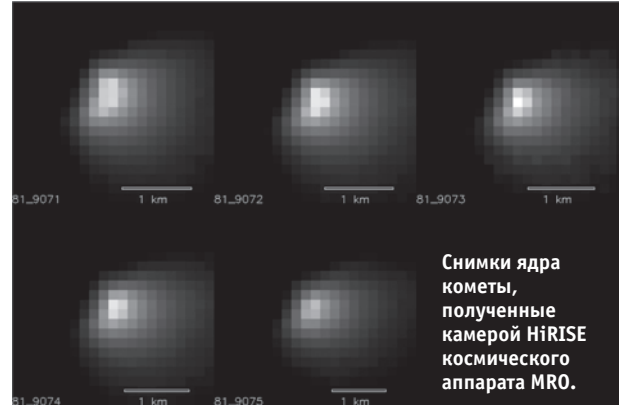 81_9071
1 km
81_9072
1 km
81_9073
1 km
Снимки ядра
кометы,
полученные
камерой HiRISE
космического
аппарата MRO.
81_9074
1 km
81_9075
1 km